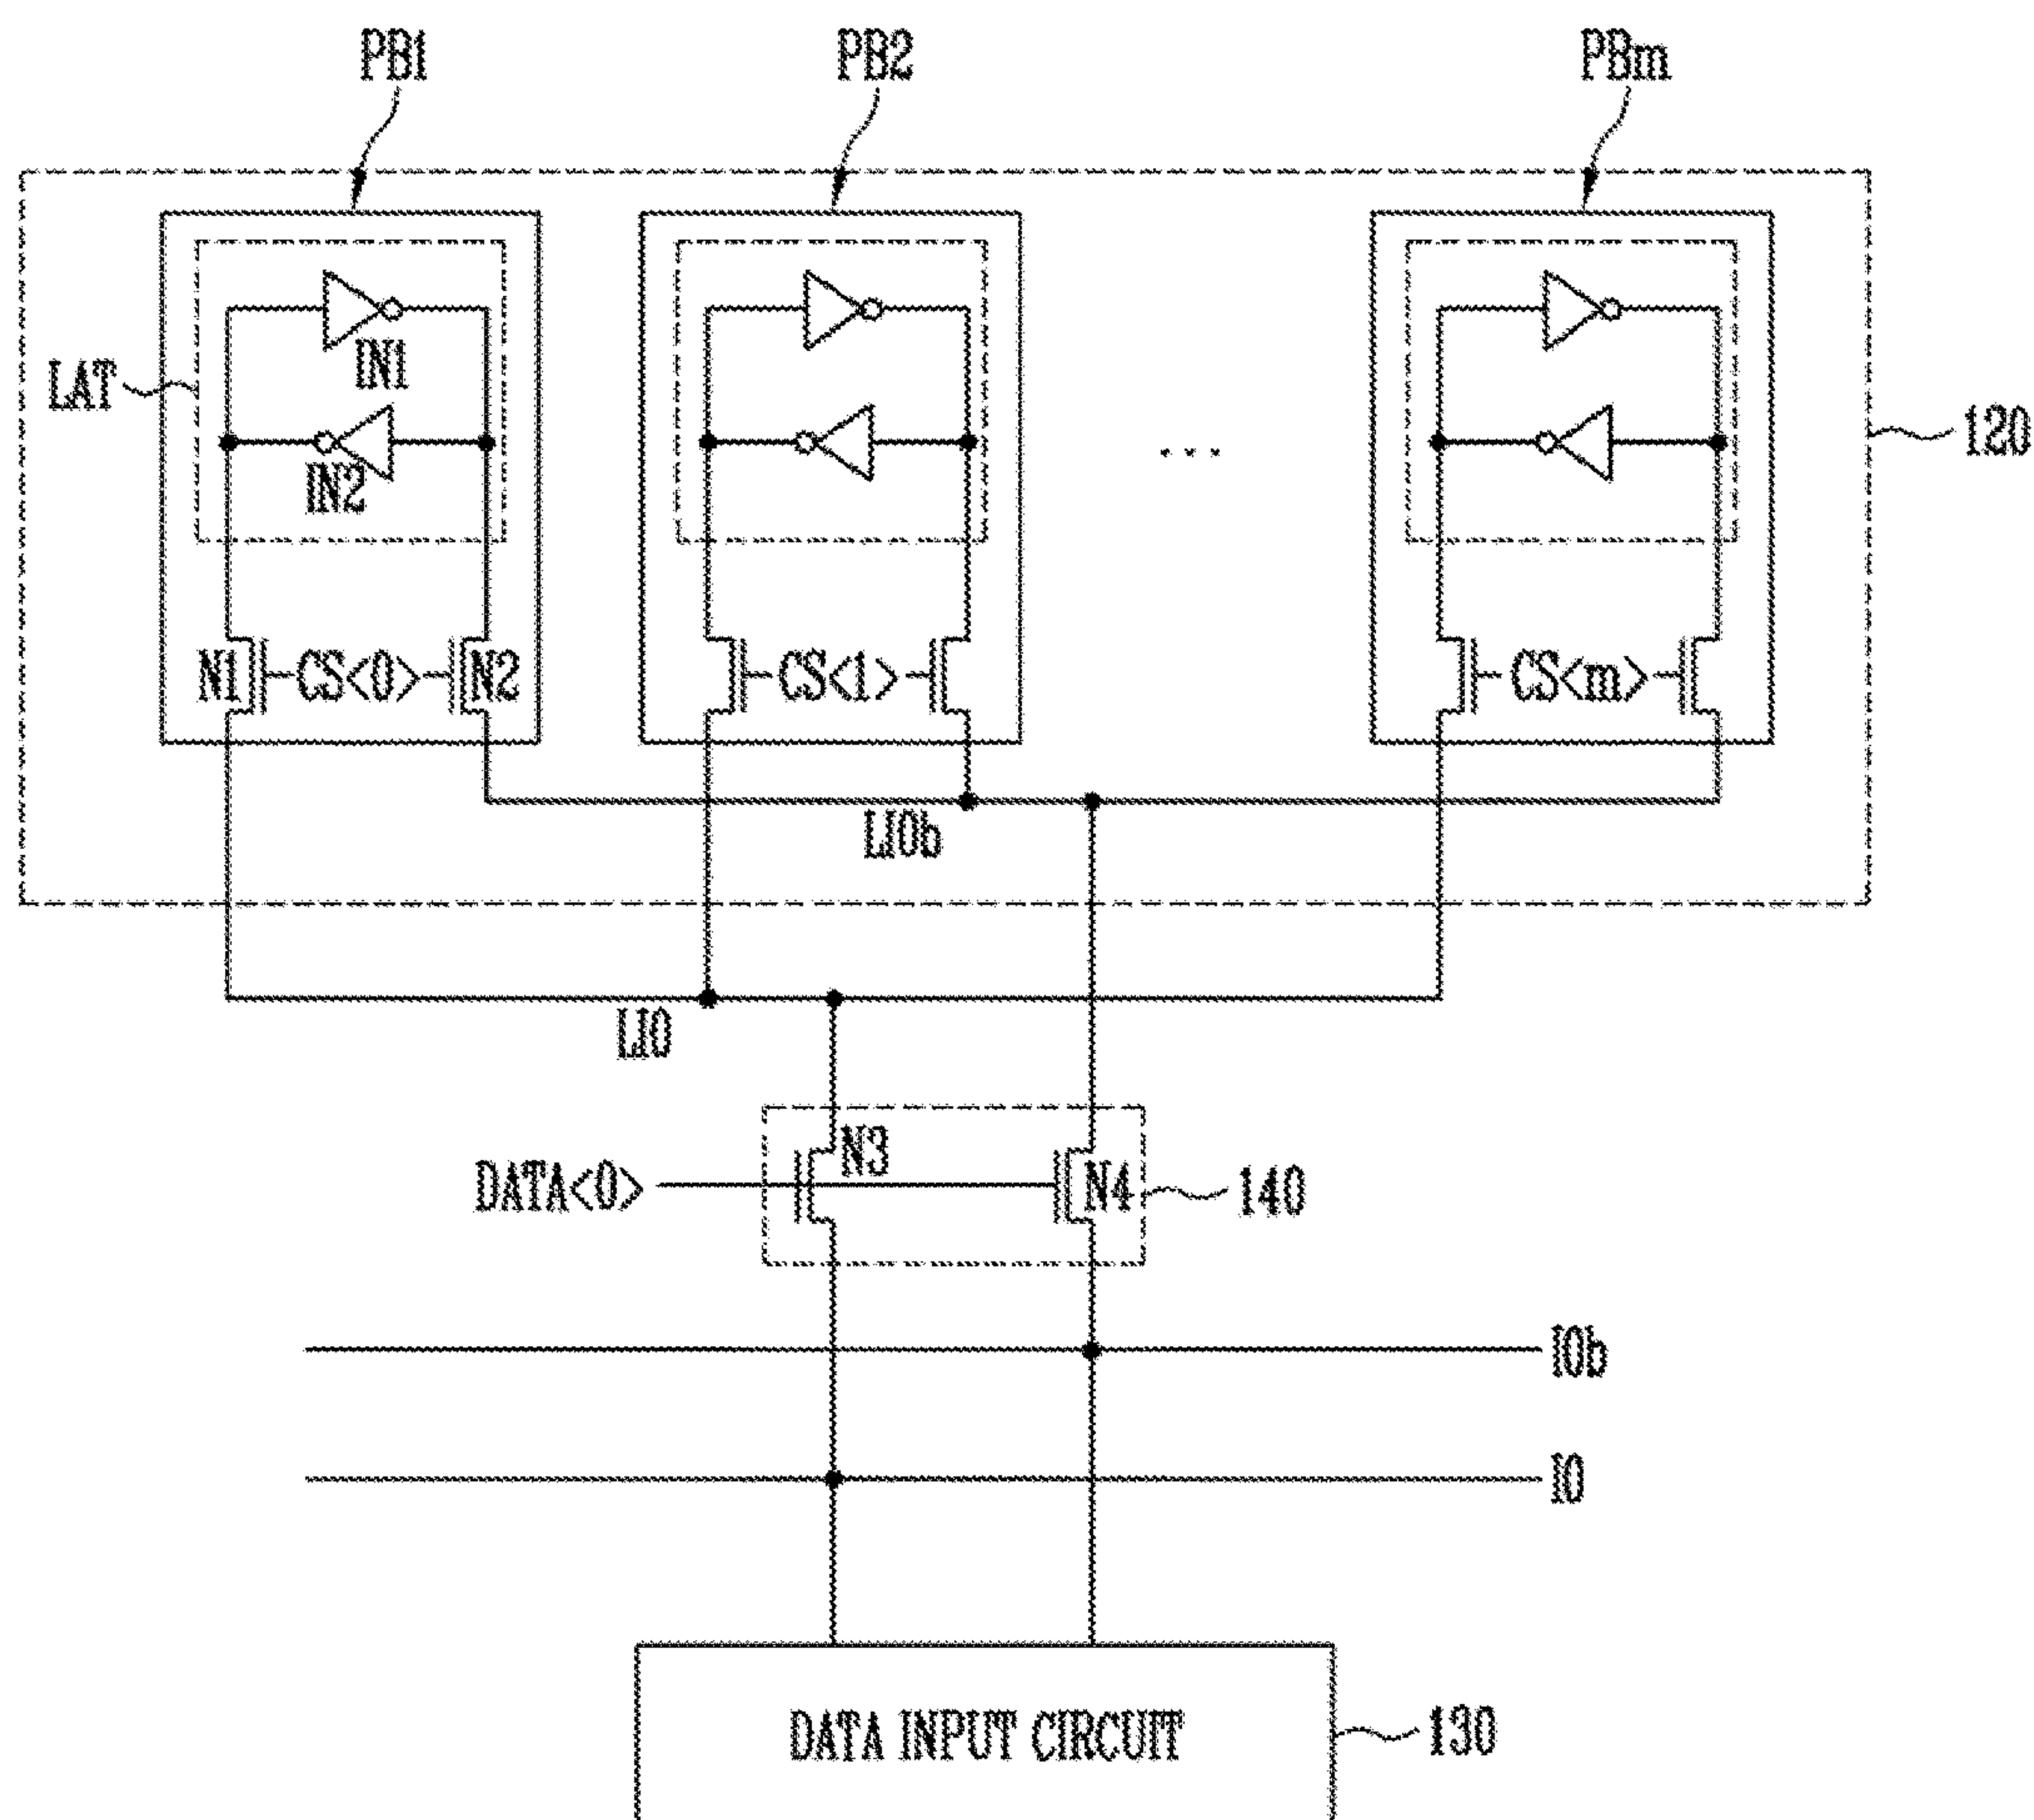 PB1
PB2
PBm
IN1
LAT
IN2
120
...
N1
CS<0>
N2
CS<1>
CS<m>
LIOb
LIO
N3
DATA<0>
N4
140
IOb
IO
DATA INPUT CIRCUIT
130